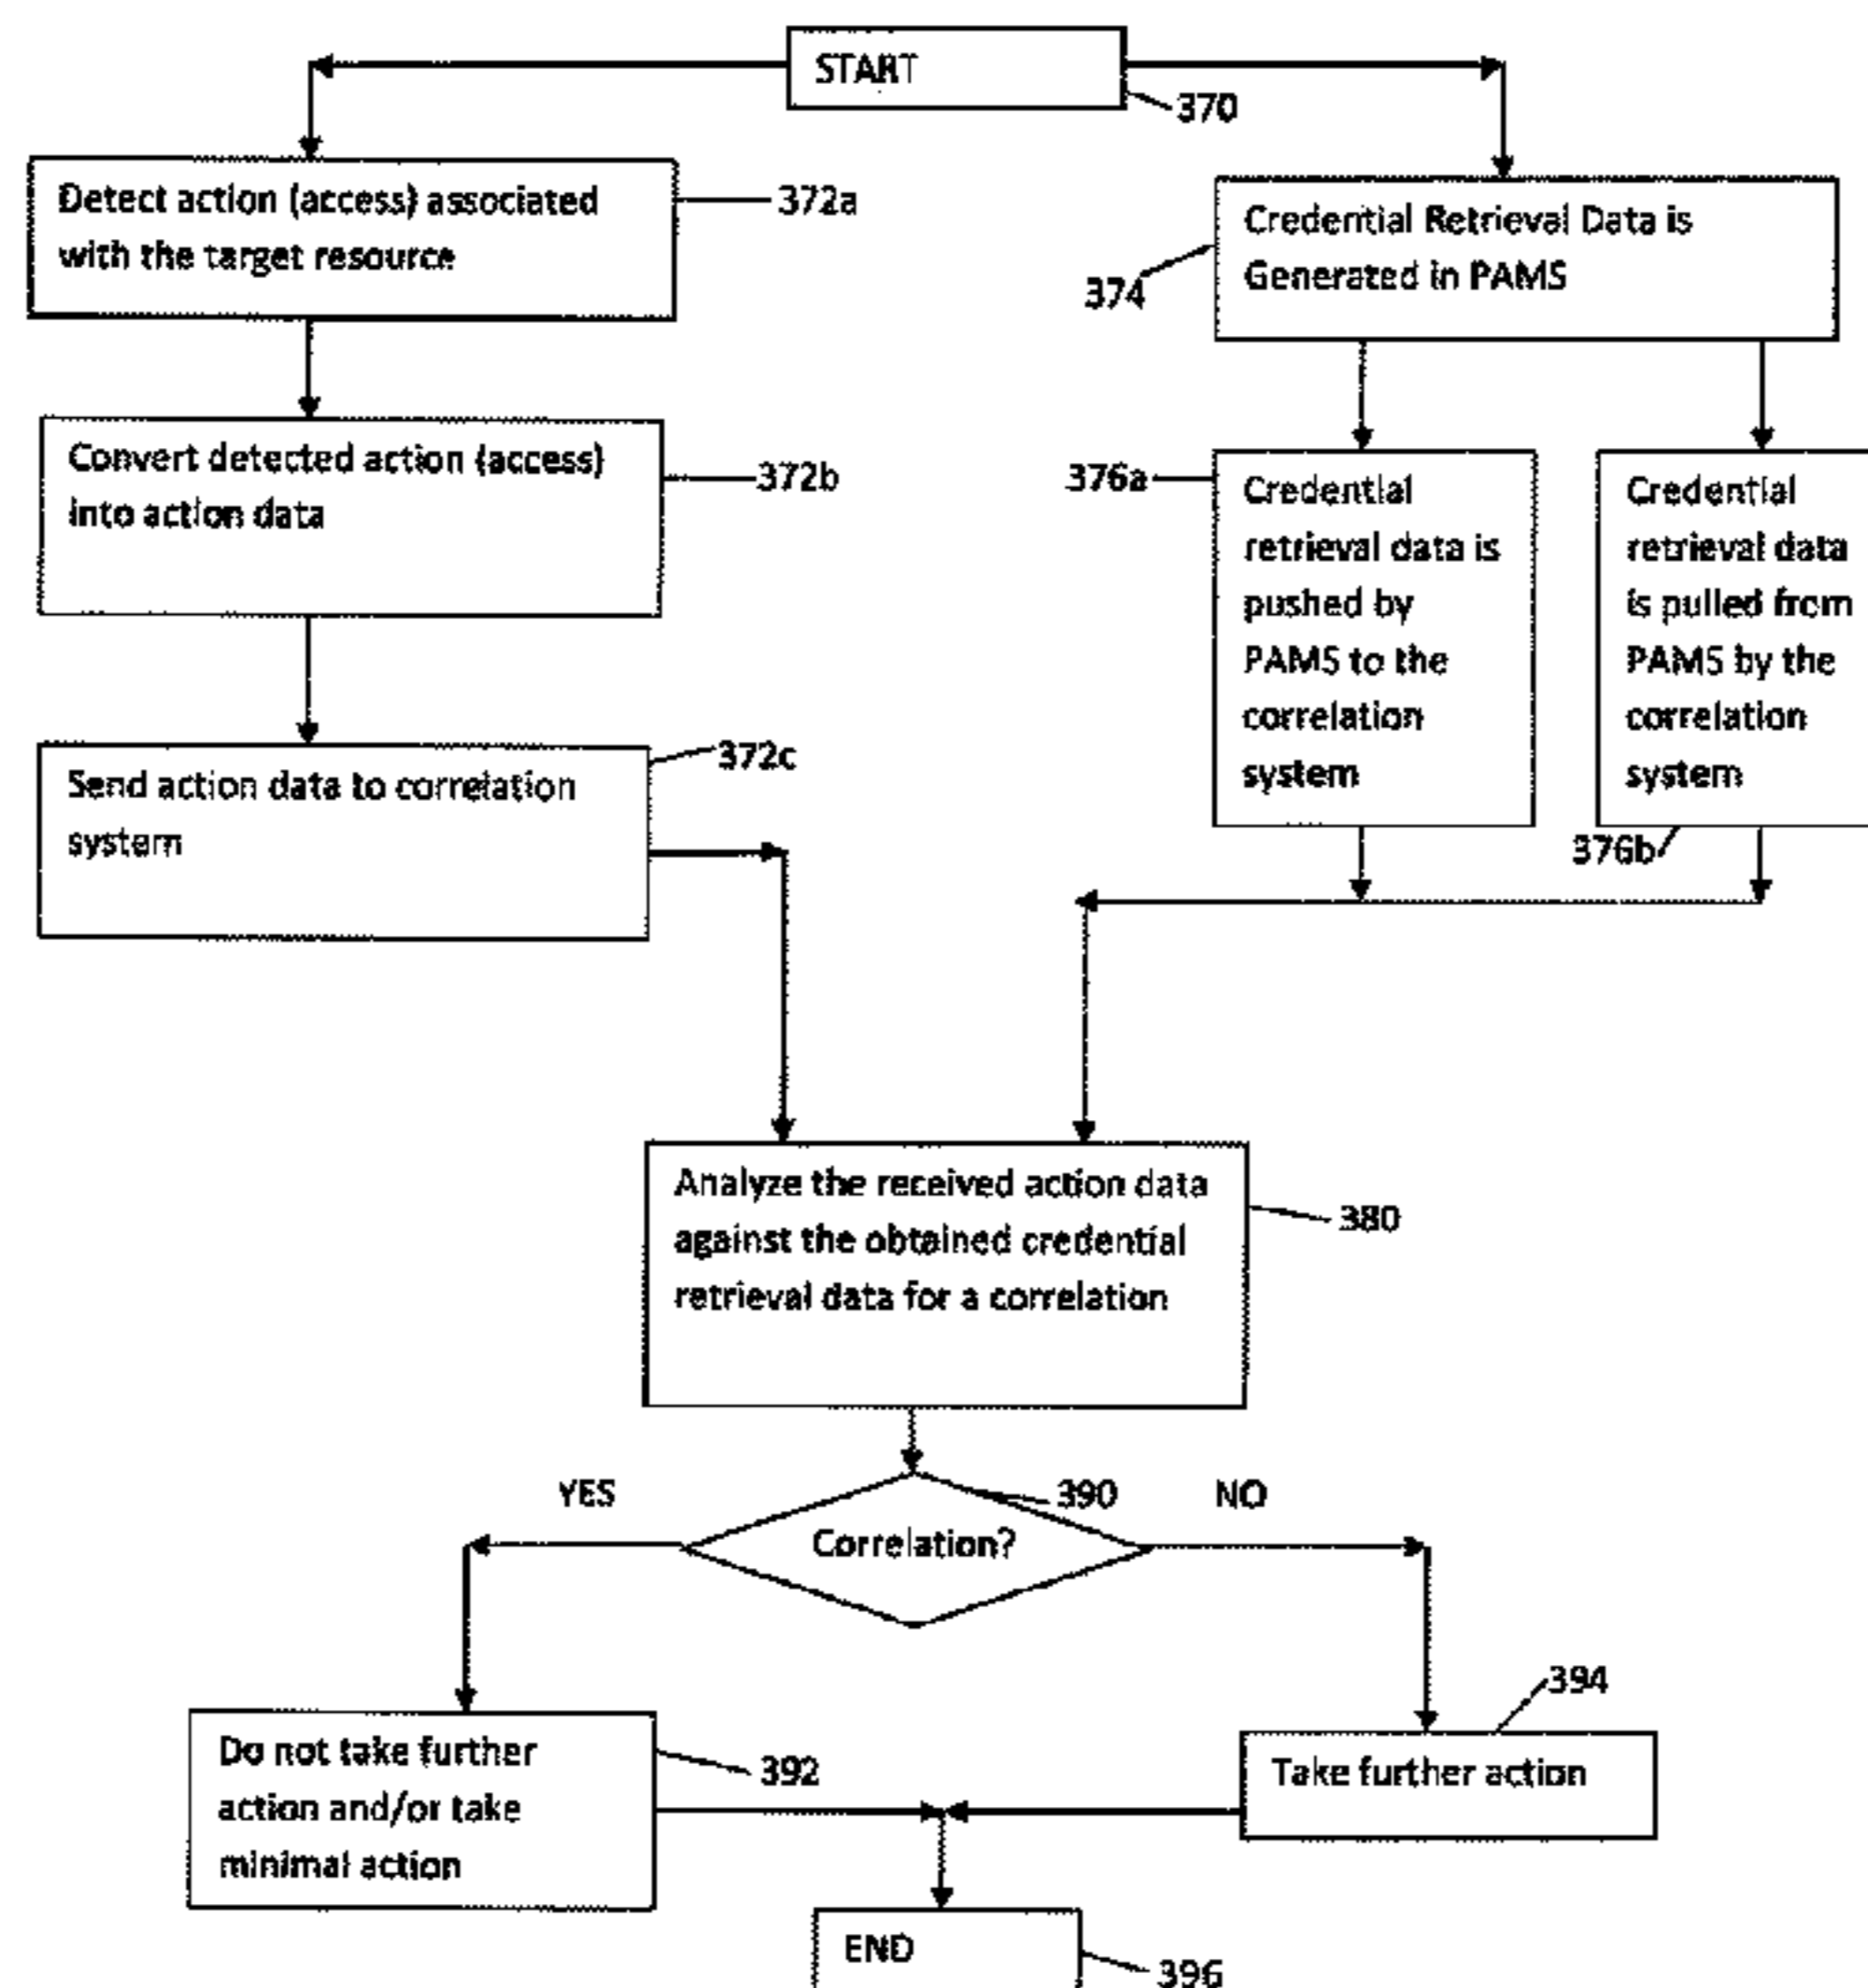 START
370
Detect action (access) associated
with the target resource
372a
Credential Retrieval Data is
Generated in PAMS
374
Convert detected action (access)
into action data
372b
376a
Credential
retrieval data is
pushed by
PAMS to the
correlation
system
Credential
retrieval data
is pulled from
PAMS by the
correlation
system
376b
Send action data to correlation
system
372c
Analyze the received action data
against the obtained credential
retrieval data for a correlation
380
YES
390
NO
Correlation?
394
Do not take further
action and/or take
minimal action
392
Take further action
END
396